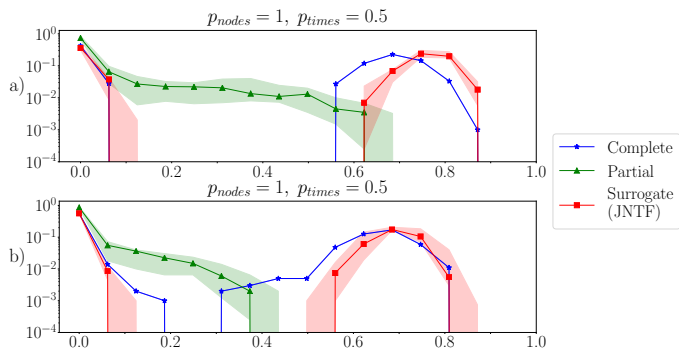 p_nodes = 1, p_times = 0.5
a)
10^0
10^−1
10^−2
10^−3
10^−4
0.0 0.2 0.4 0.6 0.8 1.0
p_nodes = 1, p_times = 0.5
b)
10^0
10^−1
10^−2
10^−3
10^−4
0.0 0.2 0.4 0.6 0.8 1.0
Complete
Partial
Surrogate
(JNTF)